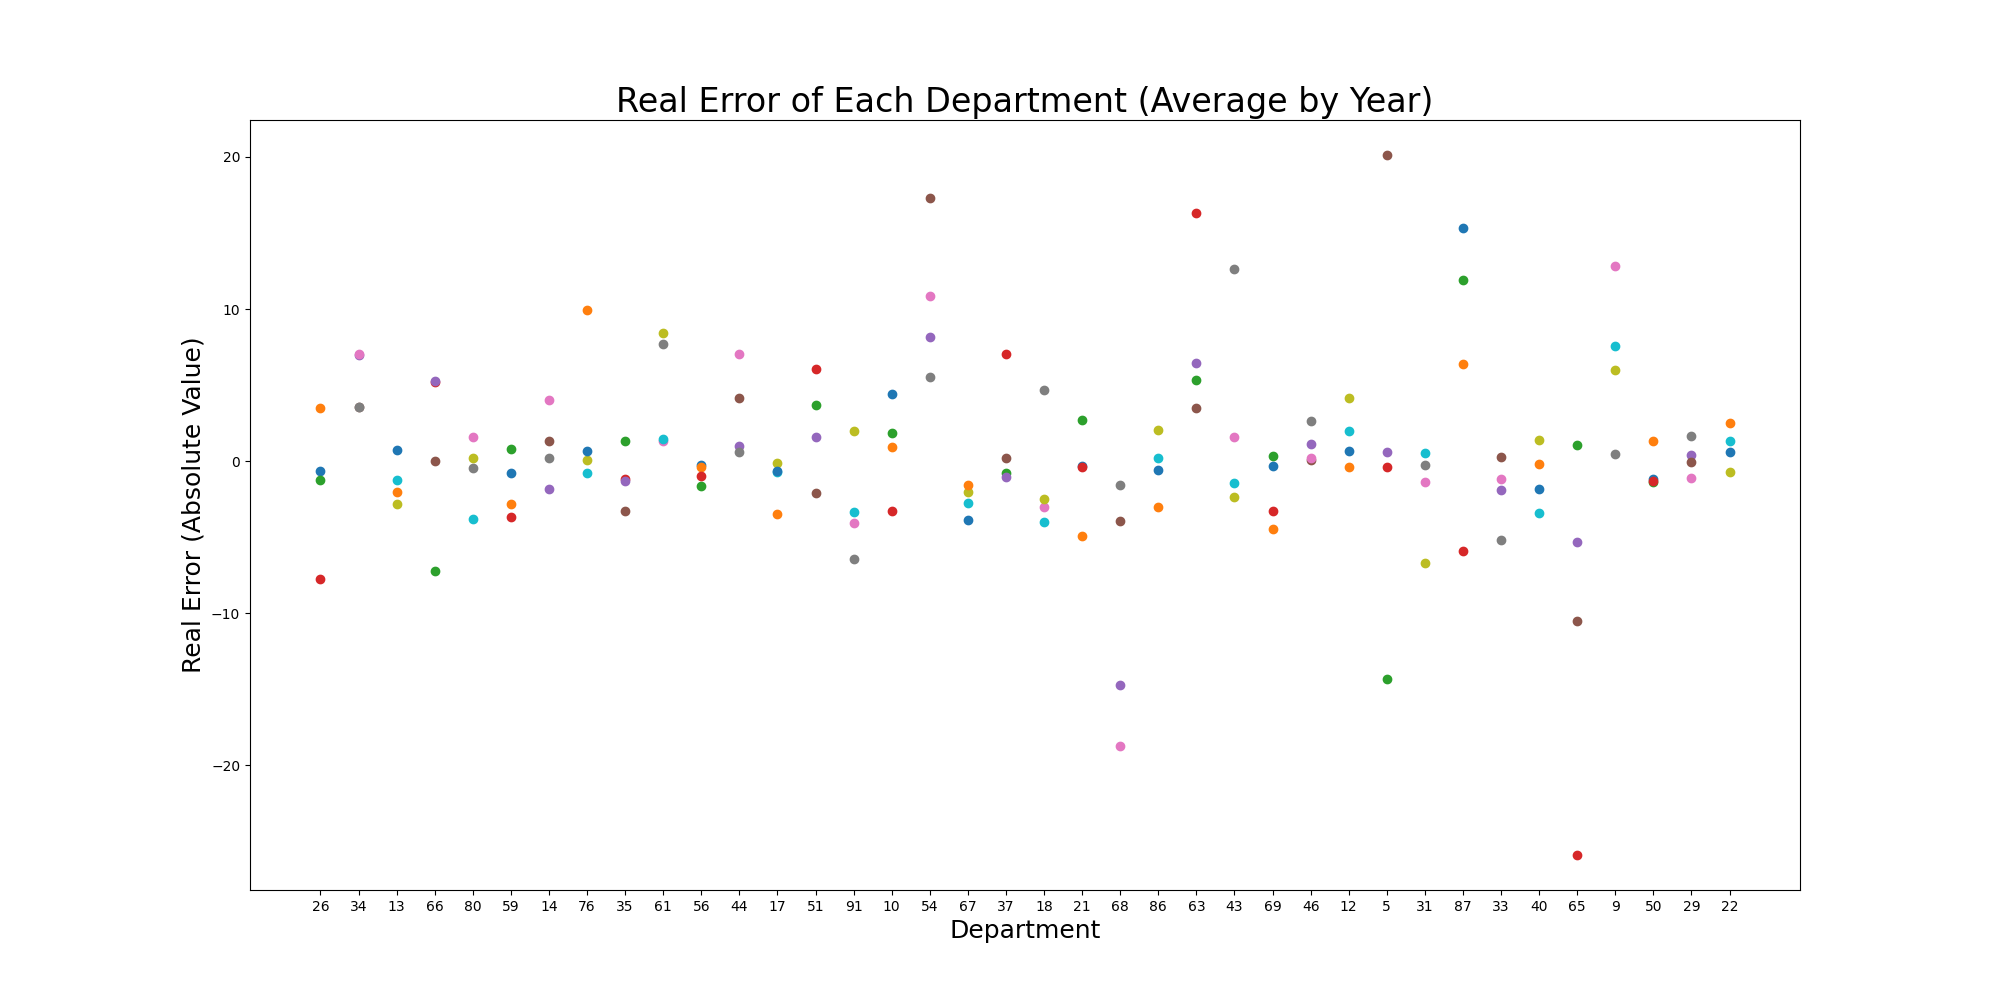 Real Error of Each Department (Average by Year)
Real Error (Absolute Value)
20
10
0
−10
−20
26 34 13 66 80 59 14 76 35 61 56 44 17 51 91 10 54 67 37 18 21 68 86 63 43 69 46 12 5 31 87 33 40 65 9 50 29 22
Department